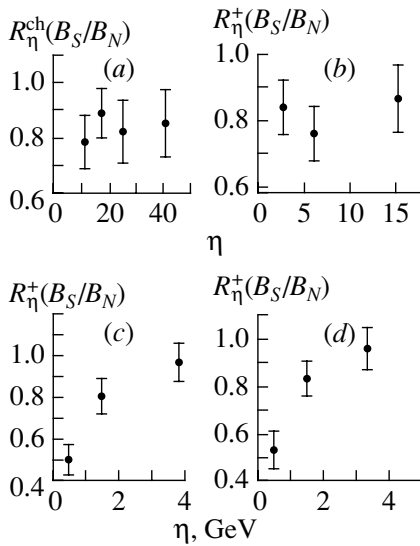 R_η^ch(B_S/B_N) R_η^+(B_S/B_N)
(a) (b)
1.0 1.0
0.8 0.8
0.6 0.6
0 20 40 0 5 10 15
η
R_η^+(B_S/B_N) R_η^+(B_S/B_N)
(c) (d)
1.0 1.0
0.8 0.8
0.6 0.6
0.4 0.4
0 2 4 0 2 4
η, GeV